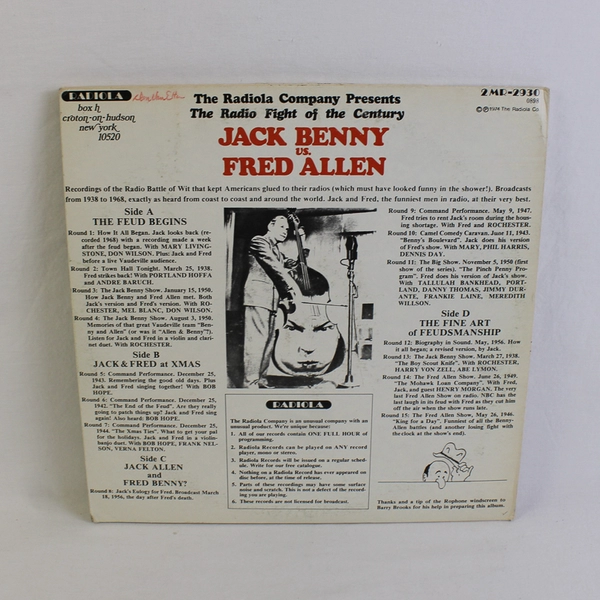 RADIOLA
box h
croton-on-hudson
new york
10520
The Radiola Company Presents
The Radio Fight of the Century
JACK BENNY
vs.
FRED ALLEN
2MR-2930
5898
©℗1974 The Radiola Co.
Recordings of the Radio Battle of Wit that kept Americans glued to their radios (which must have looked funny in the shower!). Broadcasts
from 1938 to 1968, exactly as heard from coast to coast and around the world. Jack and Fred, the funniest men in radio, at their very best.
Side A
THE FEUD BEGINS
Round 1: How It All Began. Jack looks back (re-
corded 1968) with a recording made a week
after the feud began. With MARY LIVING-
STONE, DON WILSON. Plus: Jack and Fred
before a live Vaudeville audience.
Round 2: Town Hall Tonight. March 25, 1938.
Fred strikes back! With PORTLAND HOFFA
and ANDRE BARUCH.
Round 3: The Jack Benny Show. January 15, 1950.
How Jack Benny and Fred Allen met. Both
Jack's version and Fred's version. With RO-
CHESTER, MEL BLANC, DON WILSON.
Round 4: The Jack Benny Show. August 3, 1950.
Memories of that great Vaudeville team "Ben-
ny and Allen" (or was it "Allen & Benny"?).
Listen for Jack and Fred in a violin and clari-
net duet. With ROCHESTER.
Side B
JACK & FRED at XMAS
Round 5: Command Performance. December 25,
1943. Remembering the good old days. Plus
Jack and Fred singing together! With BOB
HOPE.
Round 6: Command Performance. December 25,
1942. "The End of the Feud". Are they really
going to patch things up? Jack and Fred sing
again! Also heard: BOB HOPE.
Round 7: Command Performance. December 25,
1944. "The Xmas Ties". What to get your pal
for the holidays. Jack and Fred in a violin-
banjo duet. With BOB HOPE, FRANK NEL-
SON, VERNA FELTON.
Side C
JACK ALLEN
and
FRED BENNY?
Round 8: Jack's Eulogy for Fred. Broadcast March
18, 1956, the day after Fred's death.
RADIOLA
The Radiola Company is an unusual company with an
unusual product. We're unique because:
1. All of our records contain ONE FULL HOUR of
programming.
2. Radiola Records can be played on ANY record
player, mono or stereo.
3. Radiola Records will be issued on a regular sched-
ule. Write for our free catalogue.
4. Nothing on a Radiola Record has ever appeared on
disc before, at the time of release.
5. Parts of these recordings may have some surface
noise and scratch. This is not a defect of the record-
ing you are playing.
6. These records are not licensed for broadcast.
Round 9: Command Performance. May 9, 1947.
Fred tries to rent Jack's room during the hous-
ing shortage. With Fred and ROCHESTER.
Round 10: Camel Comedy Caravan. June 11, 1943.
"Benny's Boulevard". Jack does his version
of Fred's show. With MARY, PHIL HARRIS,
DENNIS DAY.
Round 11: The Big Show. November 5, 1950 (first
show of the series). "The Pinch Penny Pro-
gram". Fred does his version of Jack's show.
With TALLULAH BANKHEAD, PORT-
LAND, DANNY THOMAS, JIMMY DUR-
ANTE, FRANKIE LAINE, MEREDITH
WILLSON.
Side D
THE FINE ART
of FEUDSMANSHIP
Round 12: Biography in Sound. May, 1956. How
it all began; a revised version, by Jack.
Round 13: The Jack Benny Show. March 27, 1938.
"The Boy Scout Knife". With ROCHESTER,
HARRY VON ZELL, ABE LYMON.
Round 14: The Fred Allen Show. June 26, 1949.
"The Mohawk Loan Company". With Fred,
Jack, and guest HENRY MORGAN. The very
last Fred Allen Show on radio. NBC has the
last laugh in its feud with Fred as they cut him
off the air when the show runs late.
Round 15: The Fred Allen Show, May 26, 1946.
"King for a Day". Funniest of all the Benny-
Allen battles (and another losing fight with
the clock at the show's end).
Thanks and a tip of the Rophone windscreen to
Barry Brooks for his help in preparing this album.